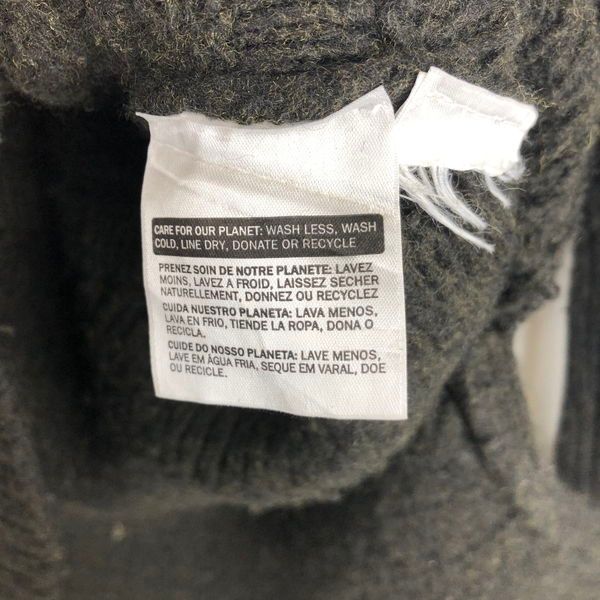 CARE FOR OUR PLANET: WASH LESS, WASH
COLD, LINE DRY, DONATE OR RECYCLE
PRENEZ SOIN DE NOTRE PLANETE: LAVEZ
MOINS, LAVEZ A FROID, LAISSEZ SECHER
NATURELLEMENT, DONNEZ OU RECYCLEZ
CUIDA NUESTRO PLANETA: LAVA MENOS,
LAVA EN FRIO, TIENDE LA ROPA, DONA O
RECICLA.
CUIDE DO NOSSO PLANETA: LAVE MENOS,
LAVE EM ÁGUA FRIA, SEQUE EM VARAL, DOE
OU RECICLE.